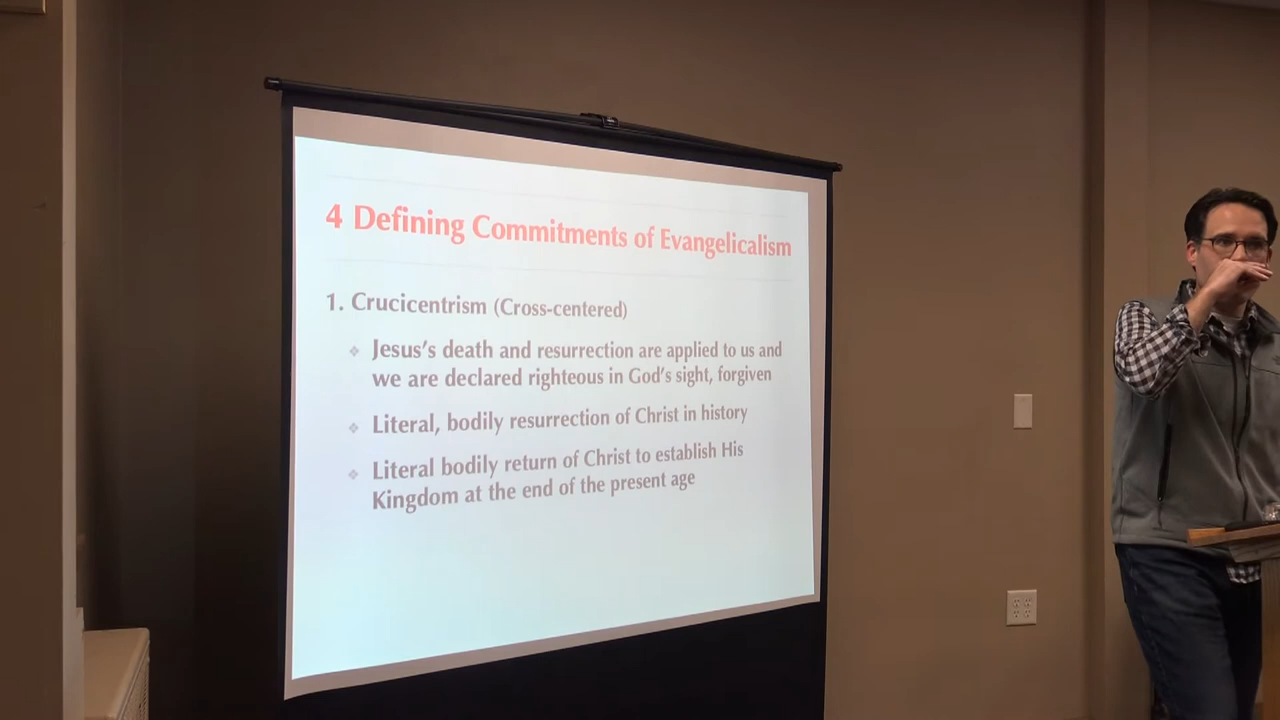 4 Defining Commitments of Evangelicalism
1. Crucicentrism (Cross-centered)
Jesus's death and resurrection are applied to us and
we are declared righteous in God's sight, forgiven
Literal, bodily resurrection of Christ in history
Literal bodily return of Christ to establish His
Kingdom at the end of the present age